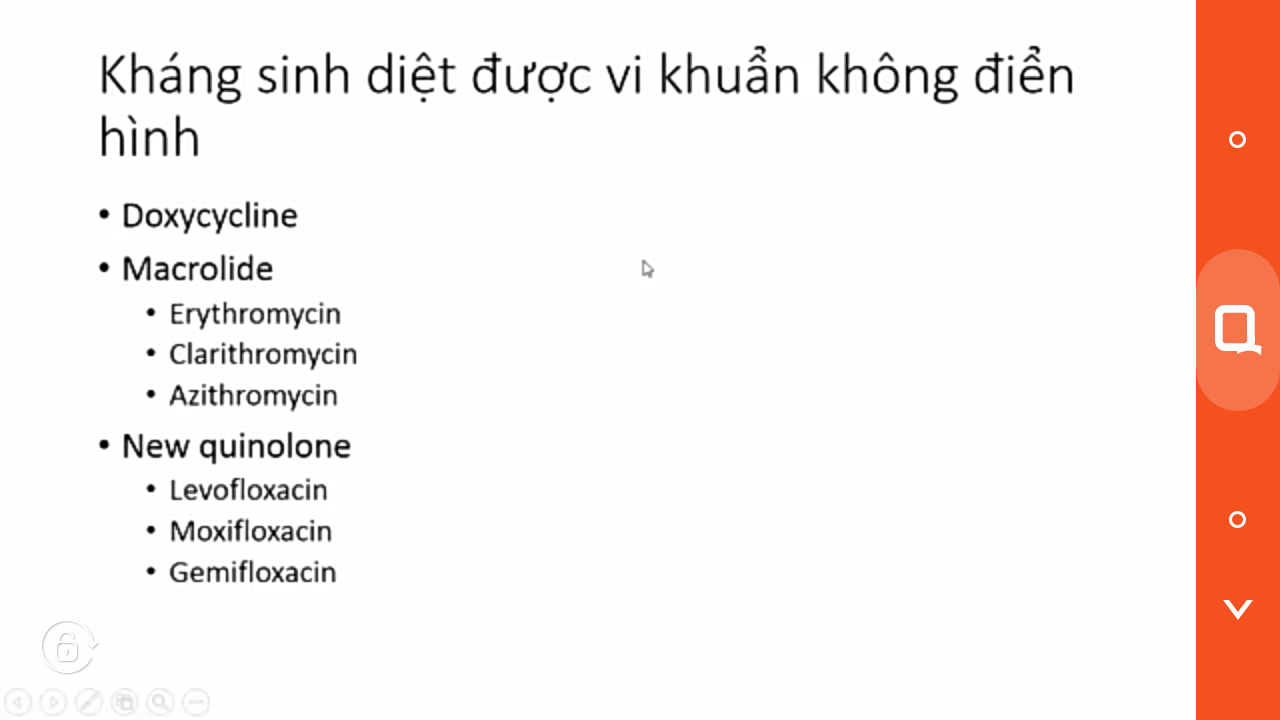 Kháng sinh diệt được vi khuẩn không điển
hình
• Doxycycline
• Macrolide
• Erythromycin
• Clarithromycin
• Azithromycin
• New quinolone
• Levofloxacin
• Moxifloxacin
• Gemifloxacin